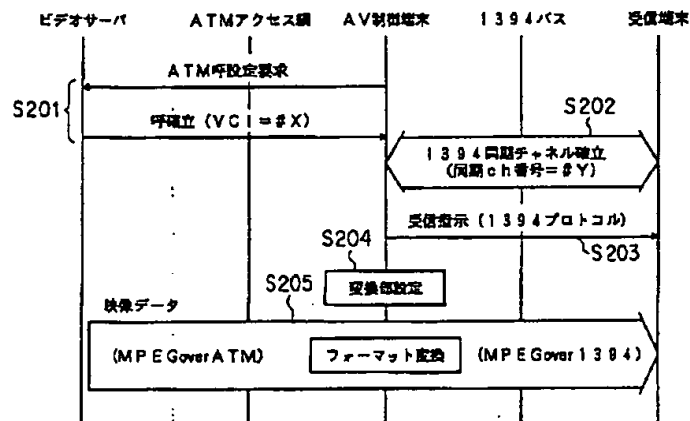 ビデオサーバ ATMアクセス網 AV制御端末 1394バス 受信端末
ATM呼設定要求
S201
呼確立(VCI=#X)
S202
1394同期チャネル確立
(同期ch番号=#Y)
受信指示(1394プロトコル)
S203
S204
変換部設定
S205
映像データ
(MPEGoverATM) フォーマット変換 (MPEGover1394)